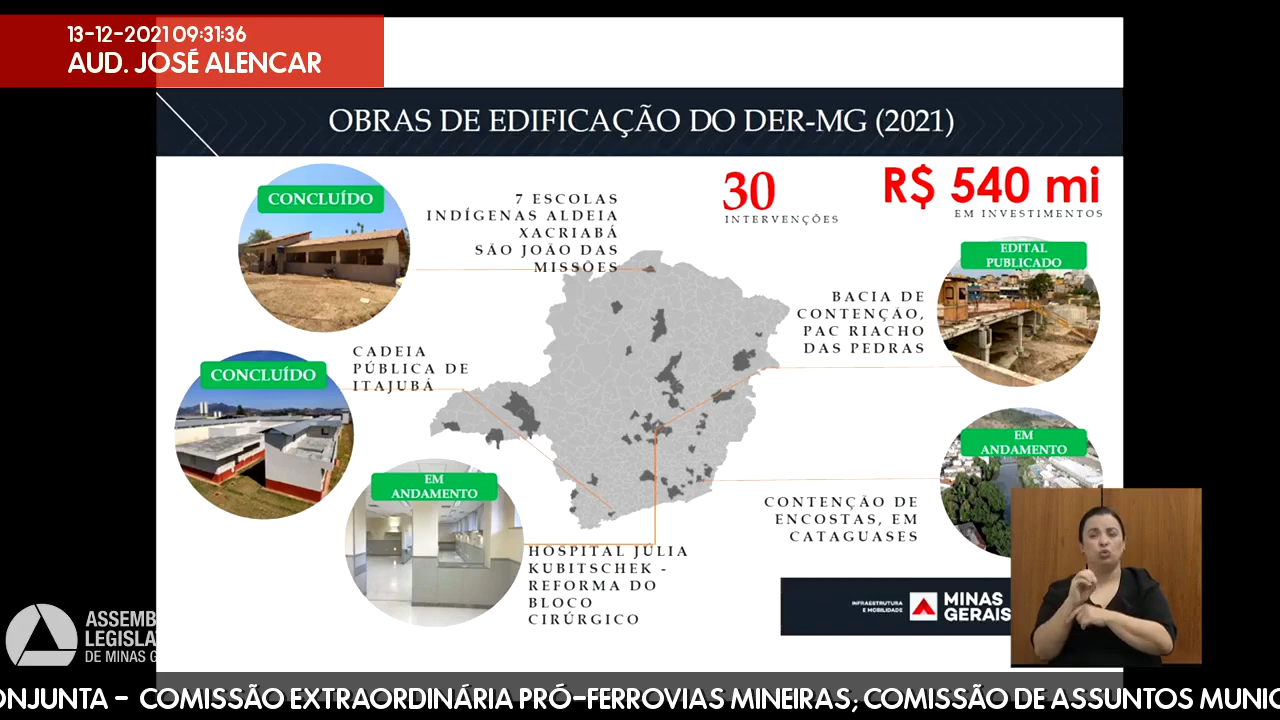 13-12-2021 09:31:36
AUD. JOSÉ ALENCAR
OBRAS DE EDIFICAÇÃO DO DER-MG (2021)
CONCLUÍDO
7 ESCOLAS
INDÍGENAS ALDEIA
XACRIABÁ
SÃO JOÃO DAS
MISSÕES
30
INTERVENÇÕES
R$ 540 mi
EM INVESTIMENTOS
EDITAL
PUBLICADO
BACIA DE
CONTENÇÃO,
PAC RIACHO
DAS PEDRAS
CADEIA
PÚBLICA DE
ITAJUBÁ
CONCLUÍDO
EM
ANDAMENTO
CONTENÇÃO DE
ENCOSTAS, EM
CATAGUASES
EM
ANDAMENTO
HOSPITAL JÚLIA
KUBITSCHEK -
REFORMA DO
BLOCO
CIRÚRGICO
INFRAESTRUTURA
E MOBILIDADE
MINAS
GERAIS
ASSEMB
LEGISLA
DE MINAS G
ONJUNTA - COMISSÃO EXTRAORDINÁRIA PRÓ-FERROVIAS MINEIRAS; COMISSÃO DE ASSUNTOS MUNIC